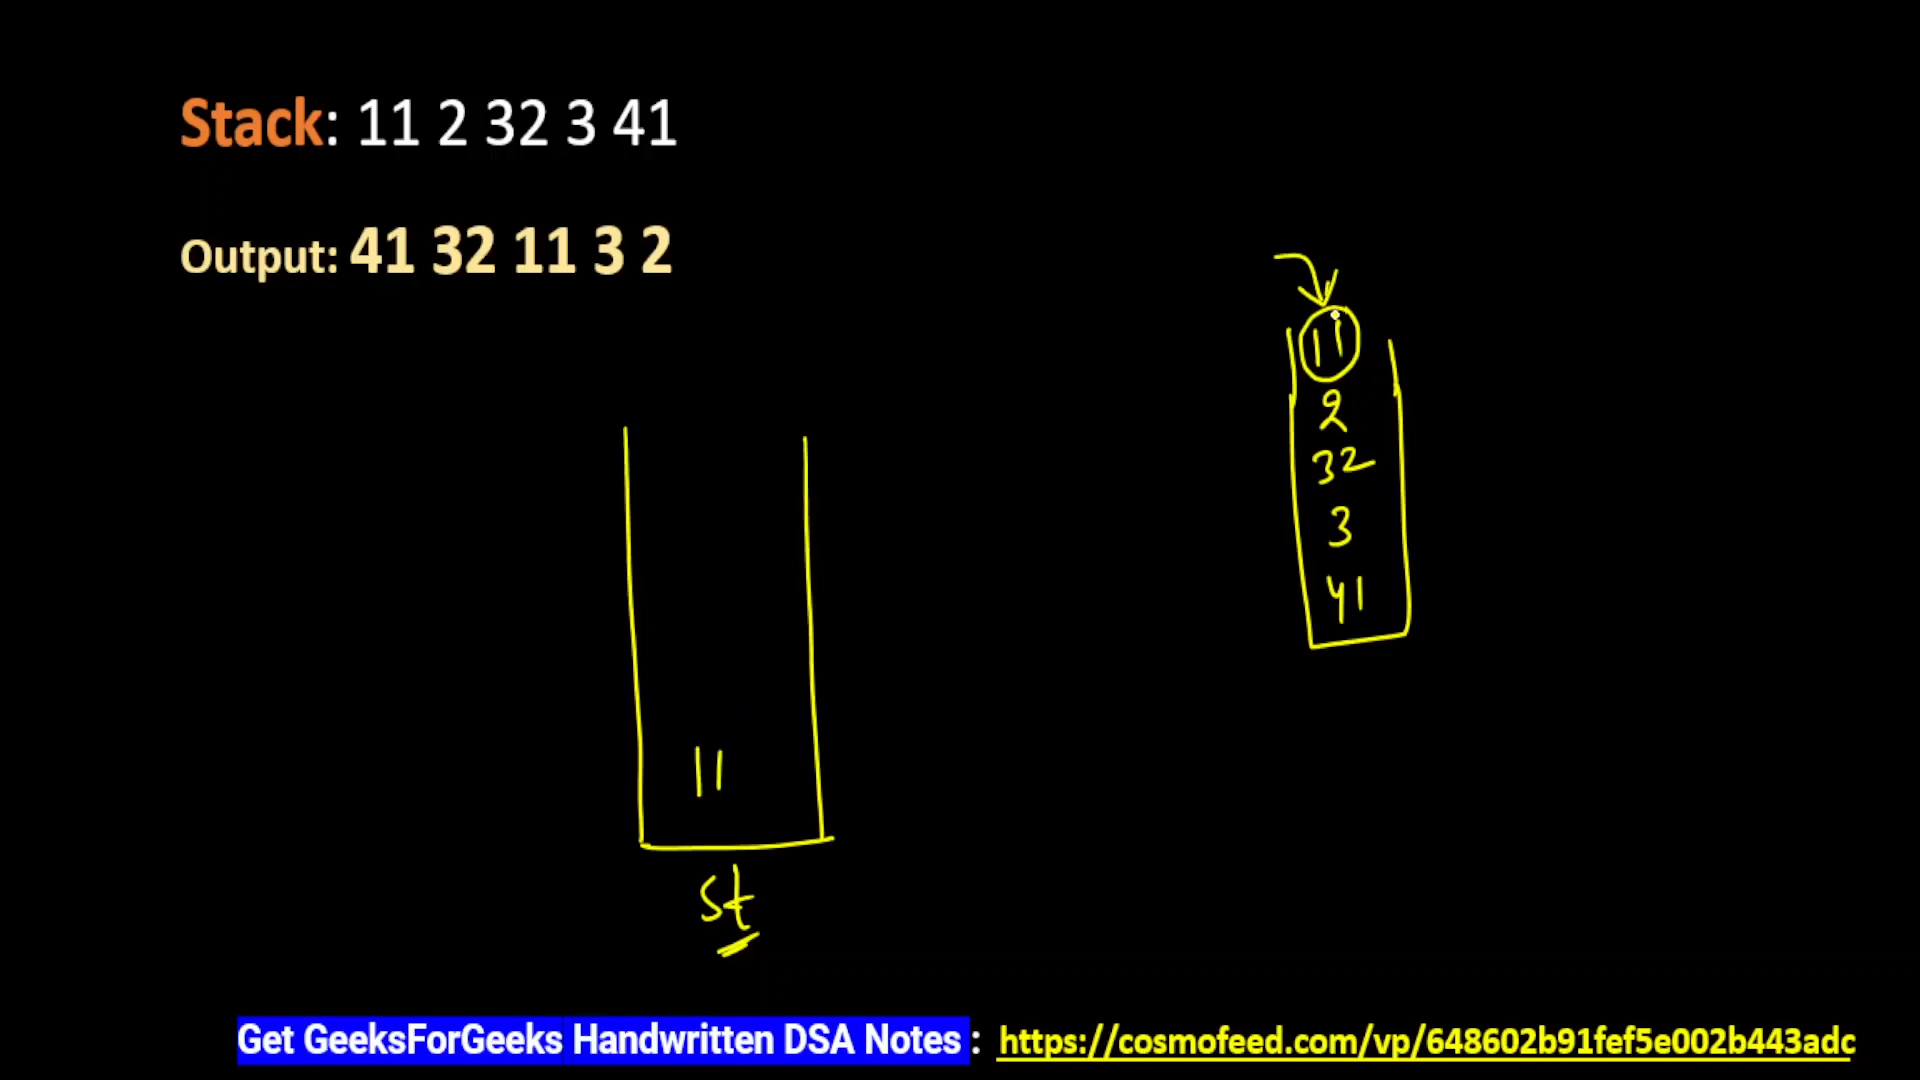 Stack: 11 2 32 3 41
Output: 41 32 11 3 2
11
2
32
3
41
11
st
Get GeeksForGeeks Handwritten DSA Notes : https://cosmofeed.com/vp/648602b91fef5e002b443adc